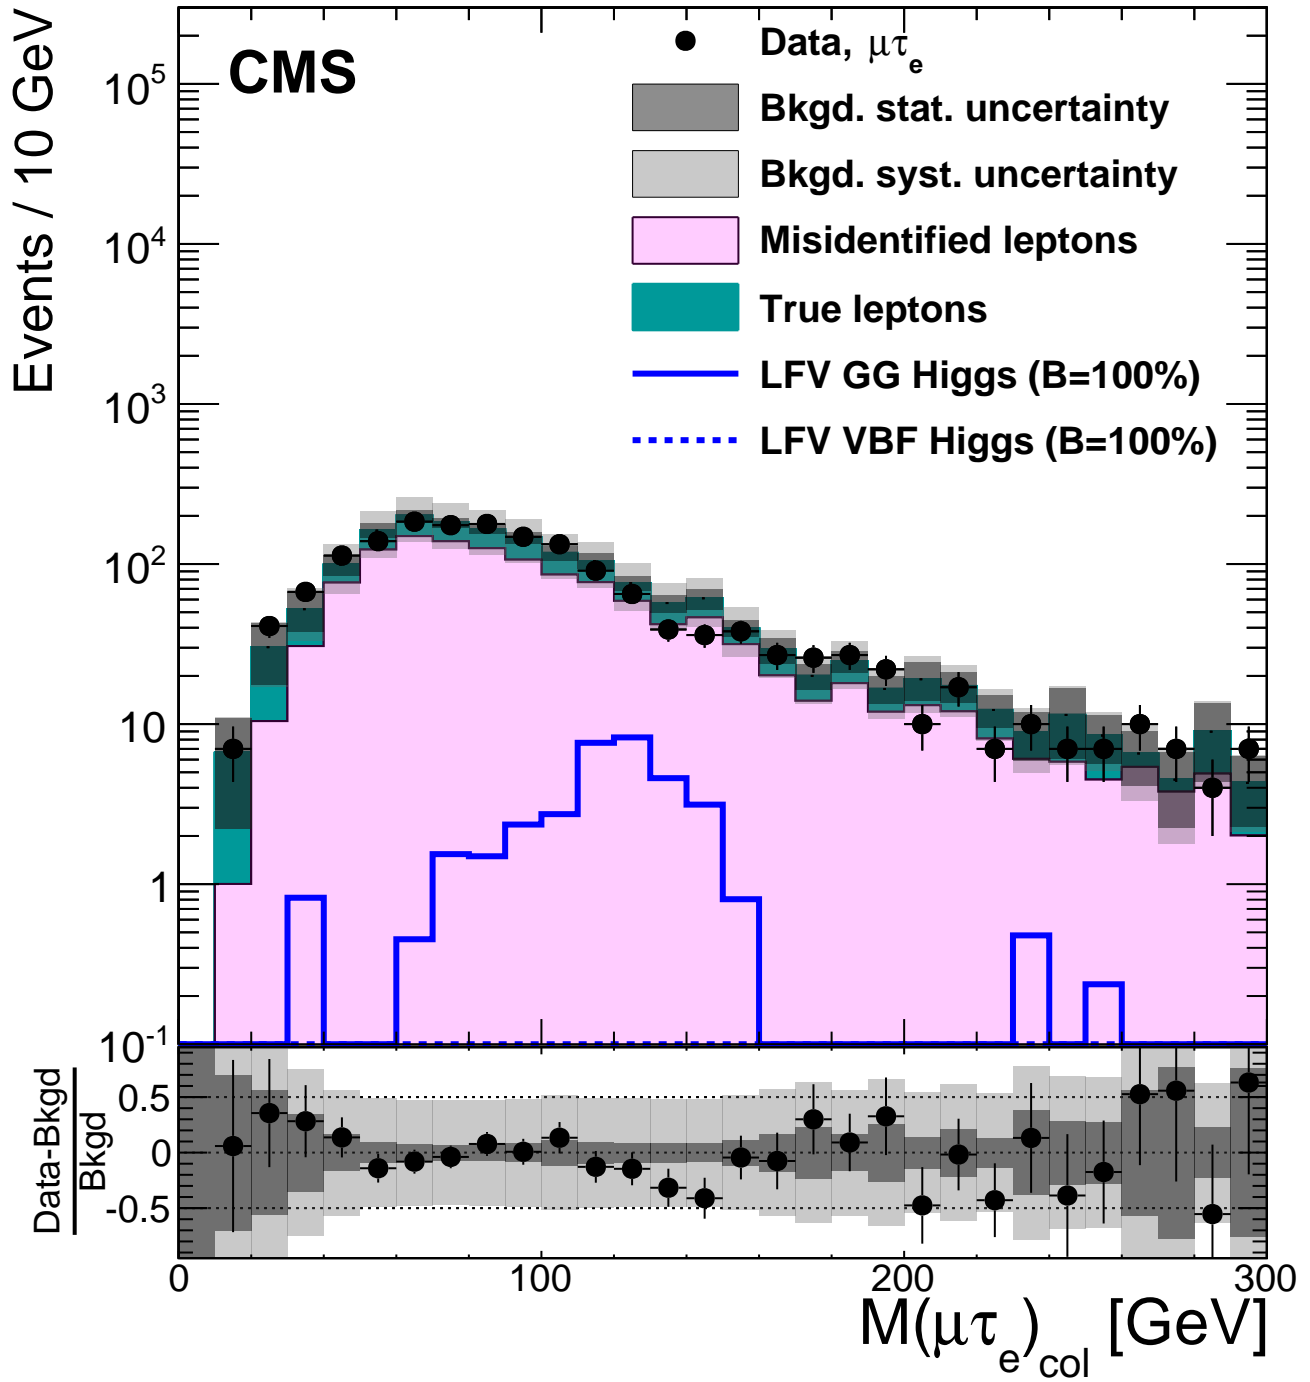 CMS
Data, μτe
Bkgd. stat. uncertainty
Bkgd. syst. uncertainty
Misidentified leptons
True leptons
LFV GG Higgs (B=100%)
LFV VBF Higgs (B=100%)
Events / 10 GeV
10^5
10^4
10^3
10^2
10
1
10^-1
Data-Bkgd
Bkgd
0.5
0
-0.5
0 100 200 300
M(μτe)col [GeV]